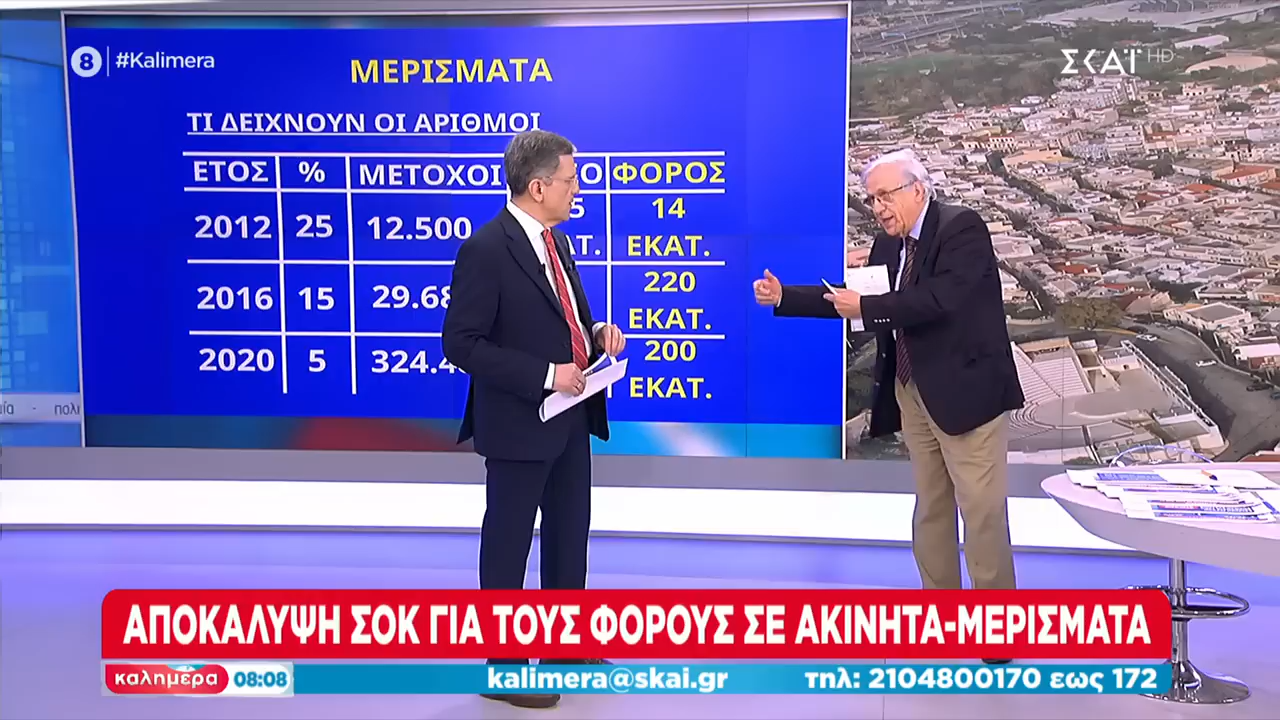 8 #Kalimera
ΣΚΑΪ HD
ΜΕΡΙΣΜΑΤΑ
ΤΙ ΔΕΙΧΝΟΥΝ ΟΙ ΑΡΙΘΜΟΙ
ΕΤΟΣ % ΜΕΤΟΧΟΙ ΦΟΡΟΣ
2012 25 12.500 14 ΕΚΑΤ.
2016 15 220 ΕΚΑΤ.
2020 5 200 ΕΚΑΤ.
ΑΠΟΚΑΛΥΨΗ ΣΟΚ ΓΙΑ ΤΟΥΣ ΦΟΡΟΥΣ ΣΕ ΑΚΙΝΗΤΑ-ΜΕΡΙΣΜΑΤΑ
καλημέρα 08:08 kalimera@skai.gr τηλ: 2104800170 εως 172